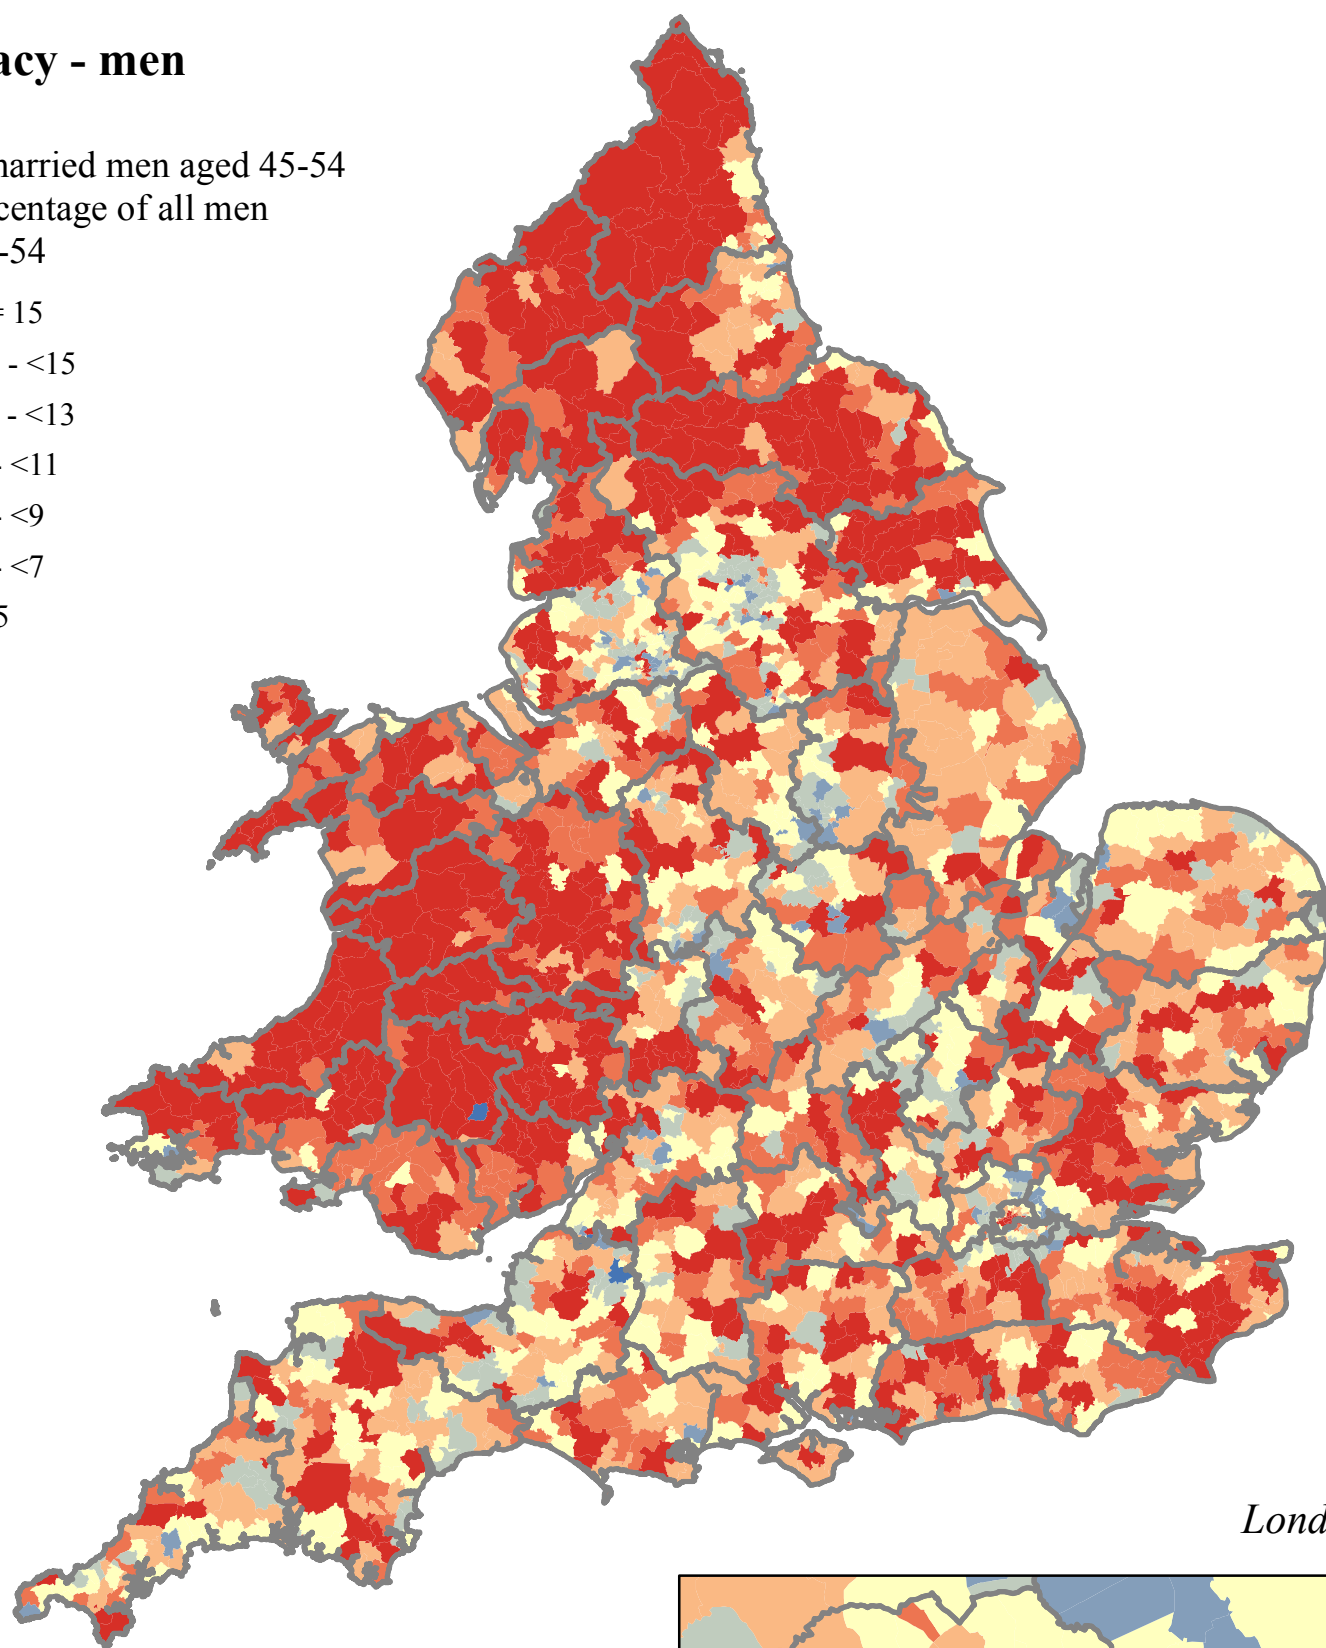 acy - men
narried men aged 45-54
centage of all men
-54
= 15
- <15
- <13
- <11
- <9
- <7
5
Lond